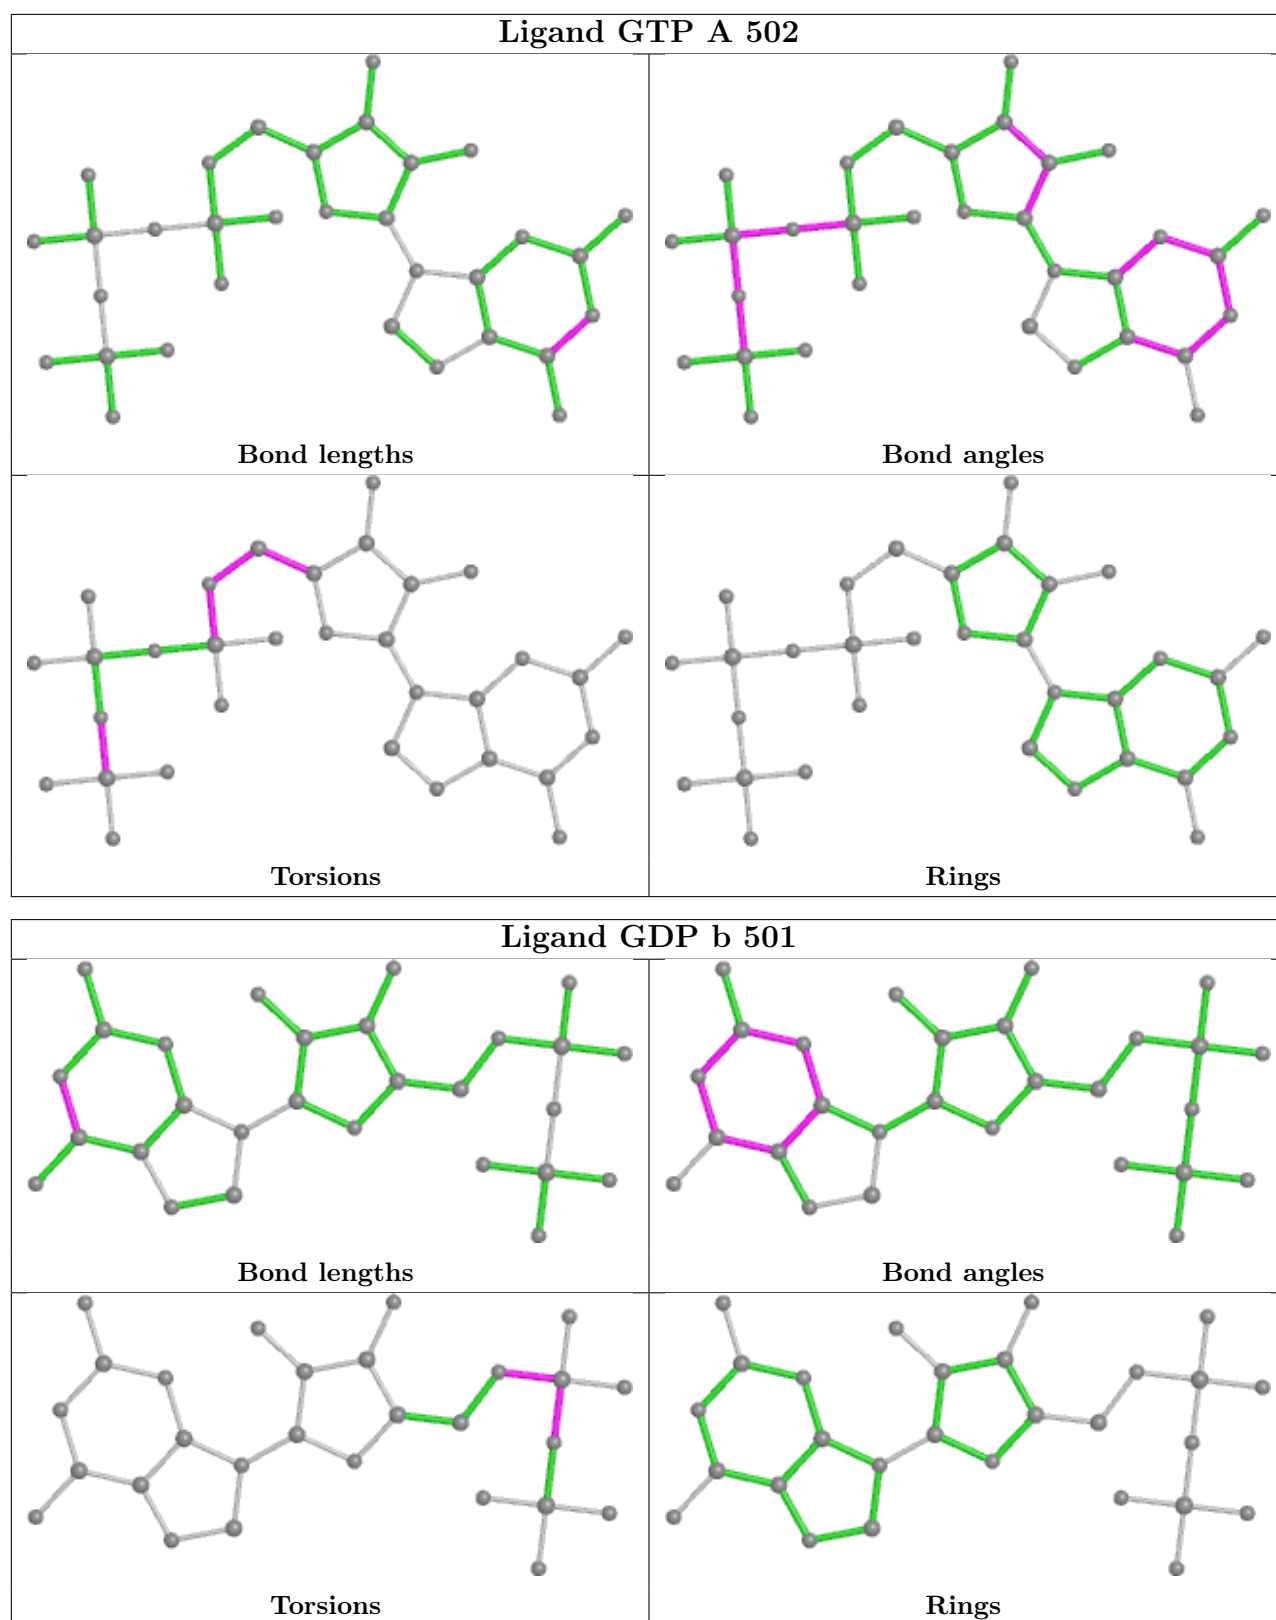 Ligand GTP A 502
Bond lengths
Bond angles
Torsions
Rings
Ligand GDP b 501
Bond lengths
Bond angles
Torsions
Rings